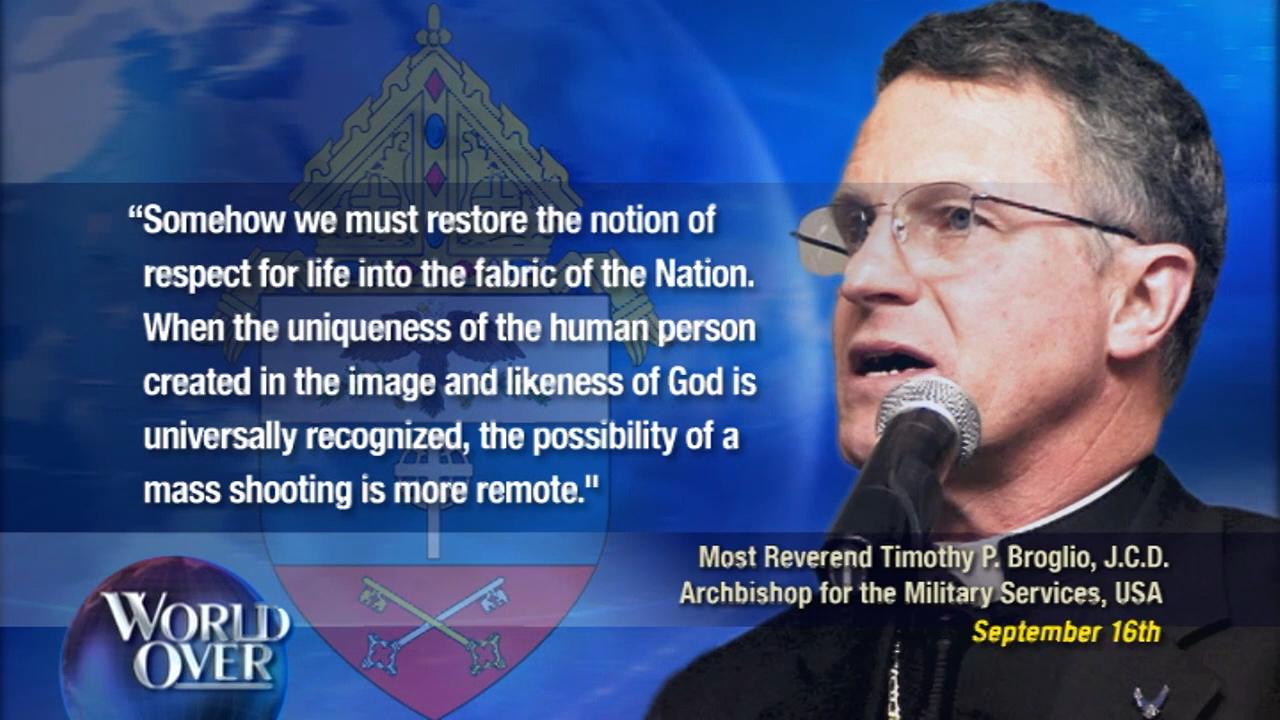 “Somehow we must restore the notion of
respect for life into the fabric of the Nation.
When the uniqueness of the human person
created in the image and likeness of God is
universally recognized, the possibility of a
mass shooting is more remote."
Most Reverend Timothy P. Broglio, J.C.D.
Archbishop for the Military Services, USA
September 16th
WORLD
OVER